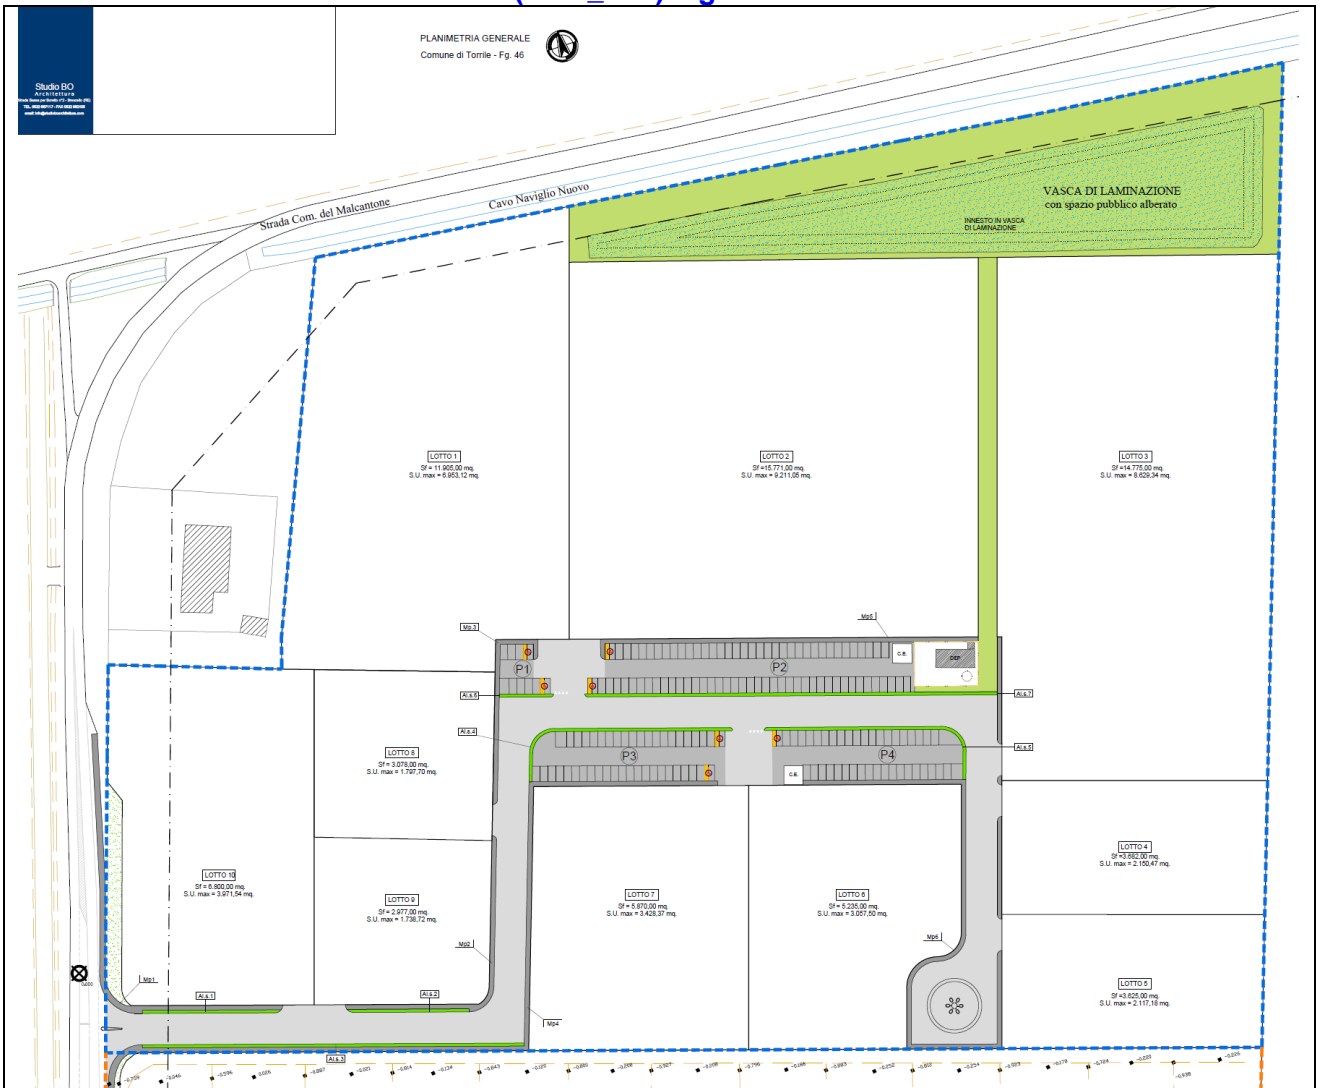 PLANIMETRIA GENERALE
Comune di Torrile - Fg. 46
Studio BO
Architettura
Strada Com. del Malcantone
Cavo Naviglio Nuovo
VASCA DI LAMINAZIONE
con spazio pubblico alberato
INNESTO IN VASCA
DI LAMINAZIONE
LOTTO 1
Sf = 11.905,00 mq.
S.U. max = 6.953,12 mq.
LOTTO 2
Sf =15.771,00 mq.
S.U. max = 9.211,05 mq.
LOTTO 3
Sf =14.775,00 mq.
S.U. max = 8.629,34 mq.
Mp.3
Mp5
P1
P2
C.E.
DEP.
Al.s.6
Al.s.7
Al.s.4
Al.s.5
P3
P4
C.E.
LOTTO 8
Sf = 3.078,00 mq.
S.U. max = 1.797,70 mq.
LOTTO 4
Sf =3.682,00 mq.
S.U. max = 2.150,47 mq.
LOTTO 10
Sf = 6.800,00 mq.
S.U. max = 3.971,54 mq.
LOTTO 9
Sf = 2.977,00 mq.
S.U. max = 1.738,72 mq.
LOTTO 7
Sf = 5.870,00 mq.
S.U. max = 3.428,37 mq.
LOTTO 6
Sf = 5.235,00 mq.
S.U. max = 3.057,50 mq.
Mp2
Mp6
Mp1
LOTTO 5
Sf =3.625,00 mq.
S.U. max = 2.117,18 mq.
Al.s.1
Al.s.2
Mp4
Al.s.3